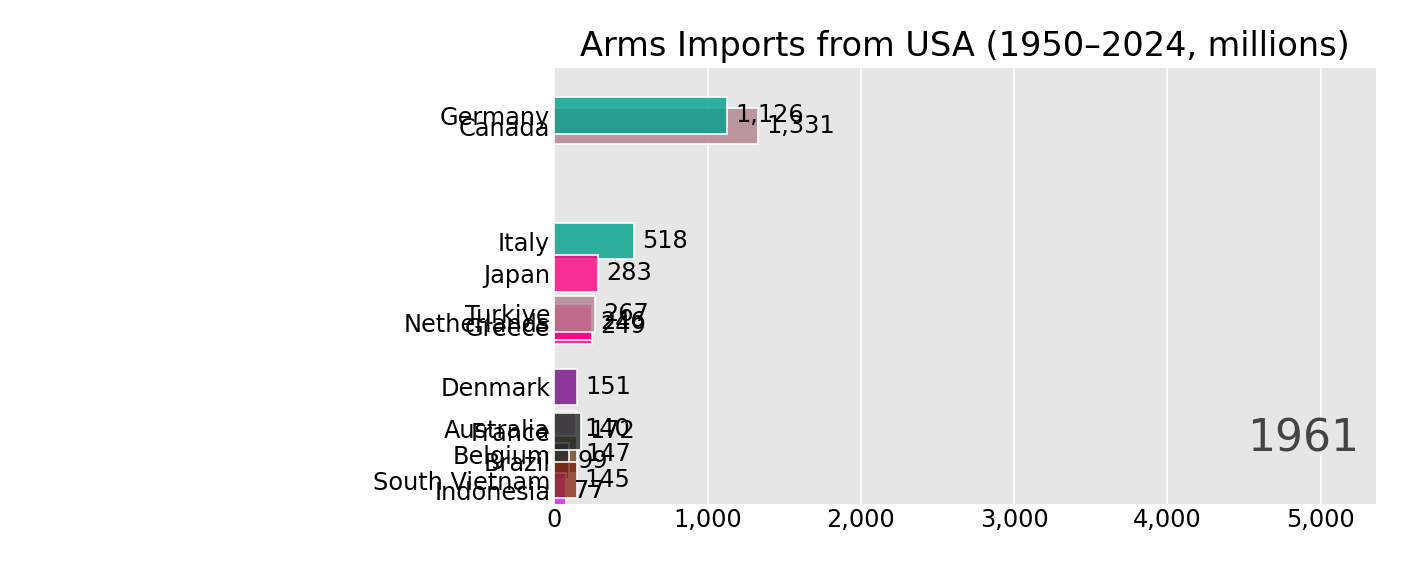 Arms Imports from USA (1950–2024, millions)
Germany 1,126
Canada 1,331
Italy 518
Japan 283
Turkiye 267
Netherlands 246
Greece 249
Denmark 151
Australia 140
France 172
1961
Belgium 147
Brazil 99
South Vietnam 145
Indonesia 77
0 1,000 2,000 3,000 4,000 5,000